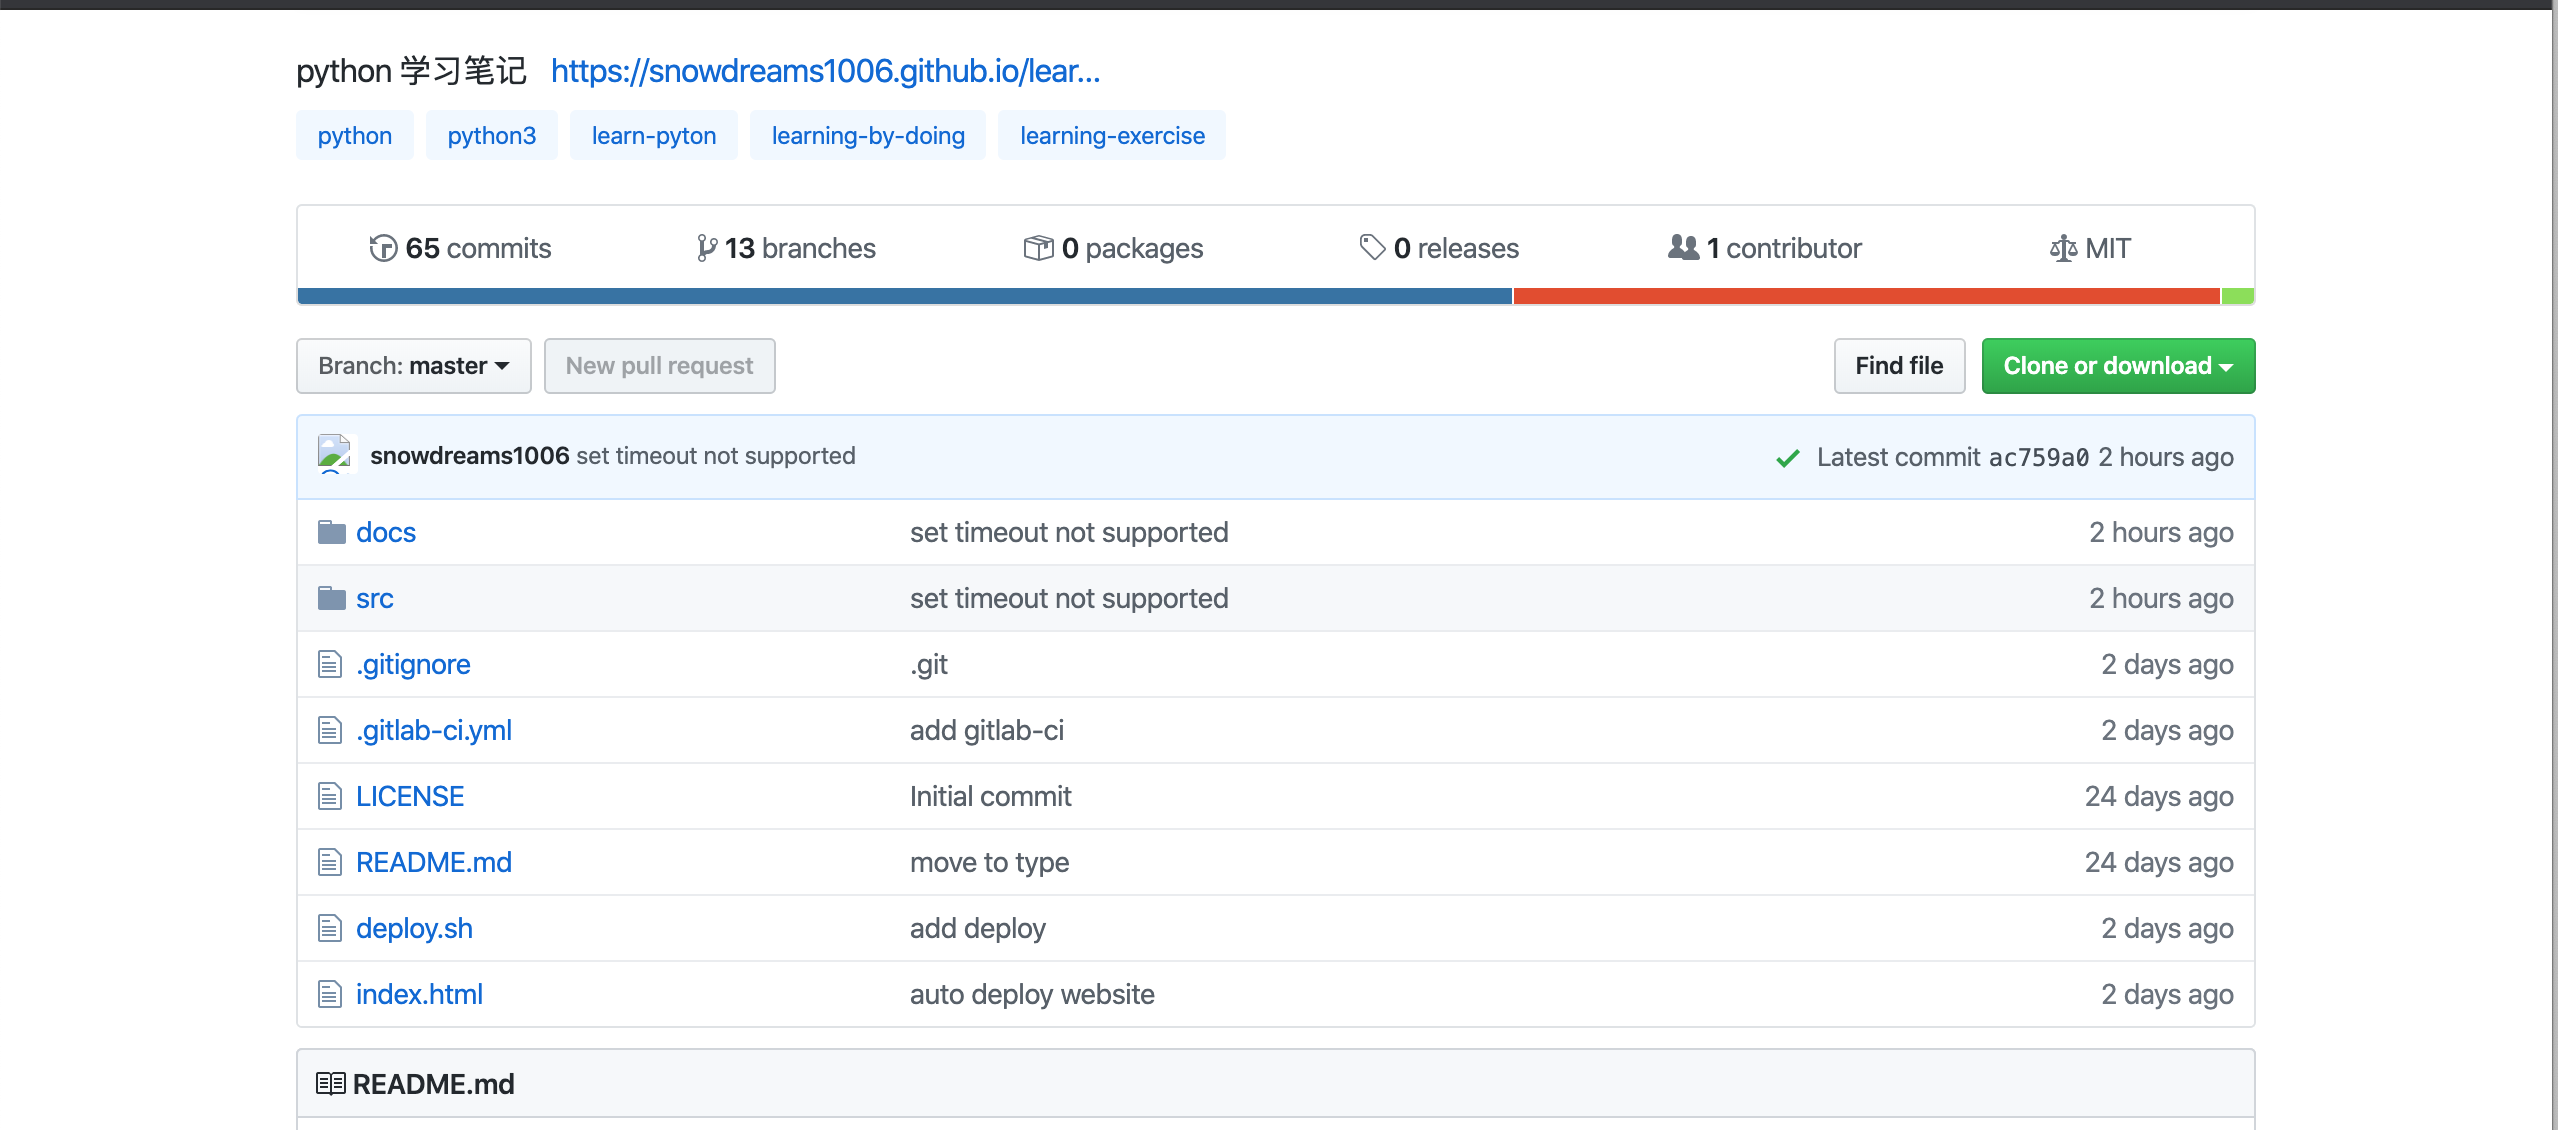 python 学习笔记 https://snowdreams1006.github.io/lear...
python python3 learn-pyton learning-by-doing learning-exercise
65 commits 13 branches 0 packages 0 releases 1 contributor MIT
Branch: master New pull request Find file Clone or download
snowdreams1006 set timeout not supported Latest commit ac759a0 2 hours ago
docs set timeout not supported 2 hours ago
src set timeout not supported 2 hours ago
.gitignore .git 2 days ago
.gitlab-ci.yml add gitlab-ci 2 days ago
LICENSE Initial commit 24 days ago
README.md move to type 24 days ago
deploy.sh add deploy 2 days ago
index.html auto deploy website 2 days ago
README.md